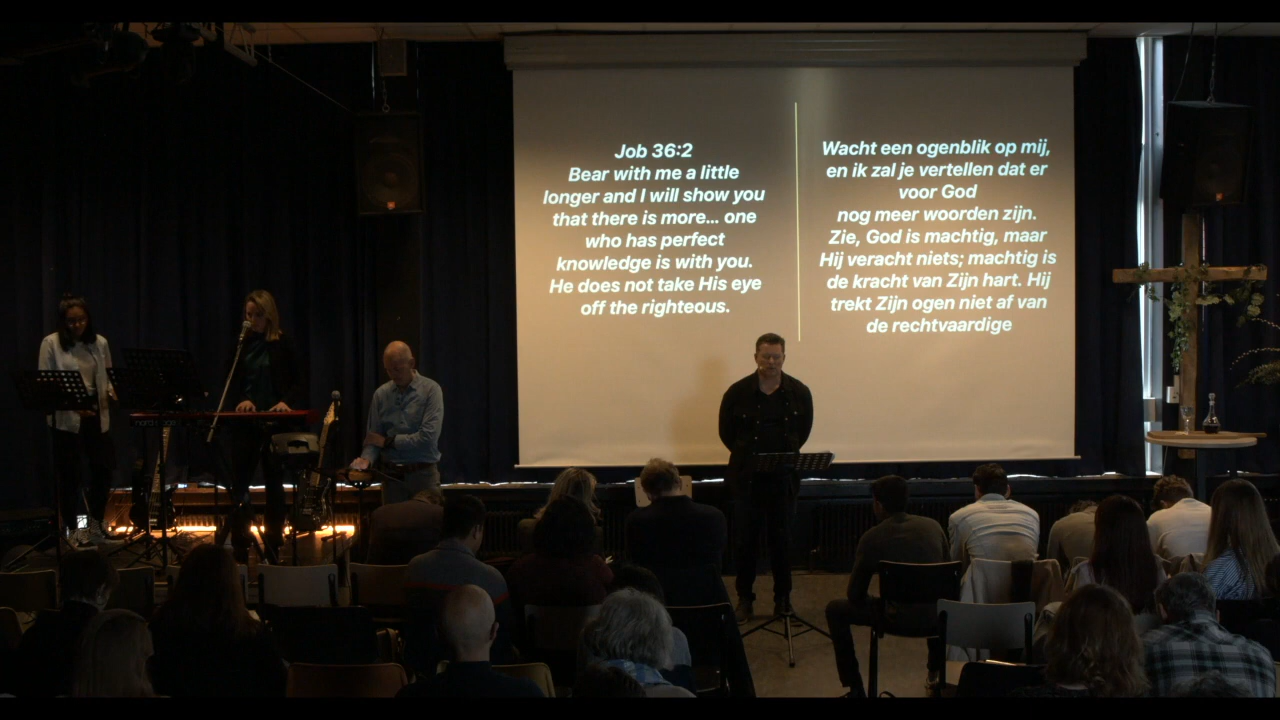 Job 36:2
Bear with me a little
longer and I will show you
that there is more... one
who has perfect
knowledge is with you.
He does not take His eye
off the righteous.
Wacht een ogenblik op mij,
en ik zal je vertellen dat er
voor God
nog meer woorden zijn.
Zie, God is machtig, maar
Hij veracht niets; machtig is
de kracht van Zijn hart. Hij
trekt Zijn ogen niet af van
de rechtvaardige